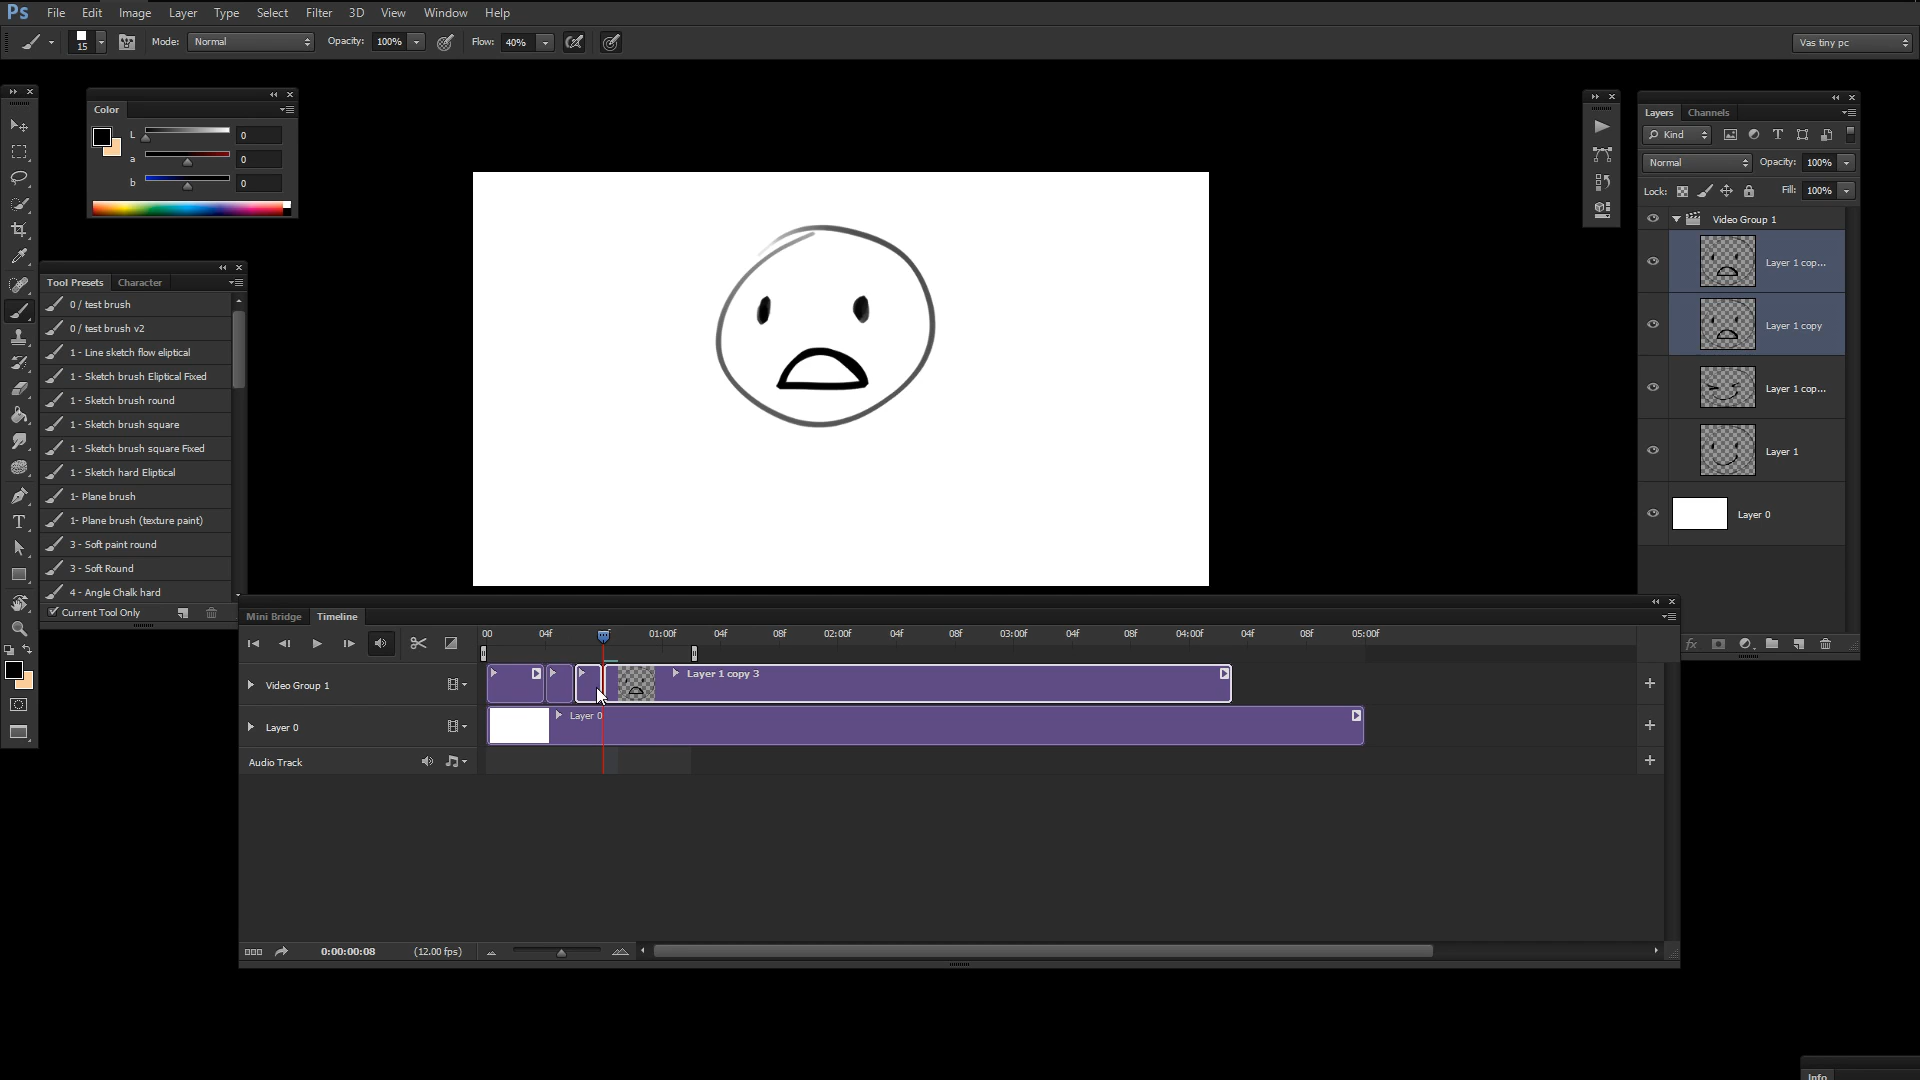 Ps File Edit Image Layer Type Select Filter 3D View Window Help
15 Mode: Normal Opacity: 100% Flow: 40% Vas tiny pc
Color
L 0
a 0
b 0
Tool Presets Character
0 / test brush
0 / test brush v2
1 - Line sketch flow eliptical
1 - Sketch brush Eliptical Fixed
1 - Sketch brush round
1 - Sketch brush square
1 - Sketch brush square Fixed
1 - Sketch hard Eliptical
1- Plane brush
1- Plane brush (texture paint)
3 - Soft paint round
3 - Soft Round
4 - Angle Chalk hard
Current Tool Only
Layers Channels
Kind
Normal Opacity: 100%
Lock: Fill: 100%
Video Group 1
Layer 1 cop...
Layer 1 copy
Layer 1 cop...
Layer 1
Layer 0
fx
Mini Bridge Timeline
00 04f 01:00f 04f 08f 02:00f 04f 08f 03:00f 04f 08f 04:00f 04f 08f 05:00f
Video Group 1 Layer 1 copy 3
Layer 0 Layer 0
Audio Track
0:00:00:08 (12.00 fps)
Info